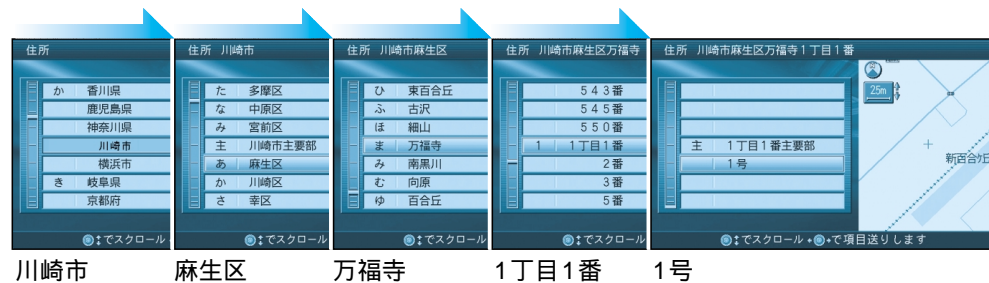 住所
か 香川県
鹿児島県
神奈川県
川崎市
横浜市
き 岐阜県
京都府
でスクロール
川崎市
住所 川崎市
た 多摩区
な 中原区
み 宮前区
主 川崎市主要部
あ 麻生区
か 川崎区
さ 幸区
でスクロール
麻生区
住所 川崎市麻生区
ひ 東百合丘
ふ 古沢
ほ 細山
ま 万福寺
み 南黒川
む 向原
ゆ 百合丘
でスクロール
万福寺
住所 川崎市麻生区万福寺
543番
545番
550番
1 1丁目1番
2番
3番
5番
でスクロール
1丁目1番
住所 川崎市麻生区万福寺1丁目1番
主 1丁目1番主要部
1号
25m
新百合ヶ丘
でスクロール で項目送りします
1号